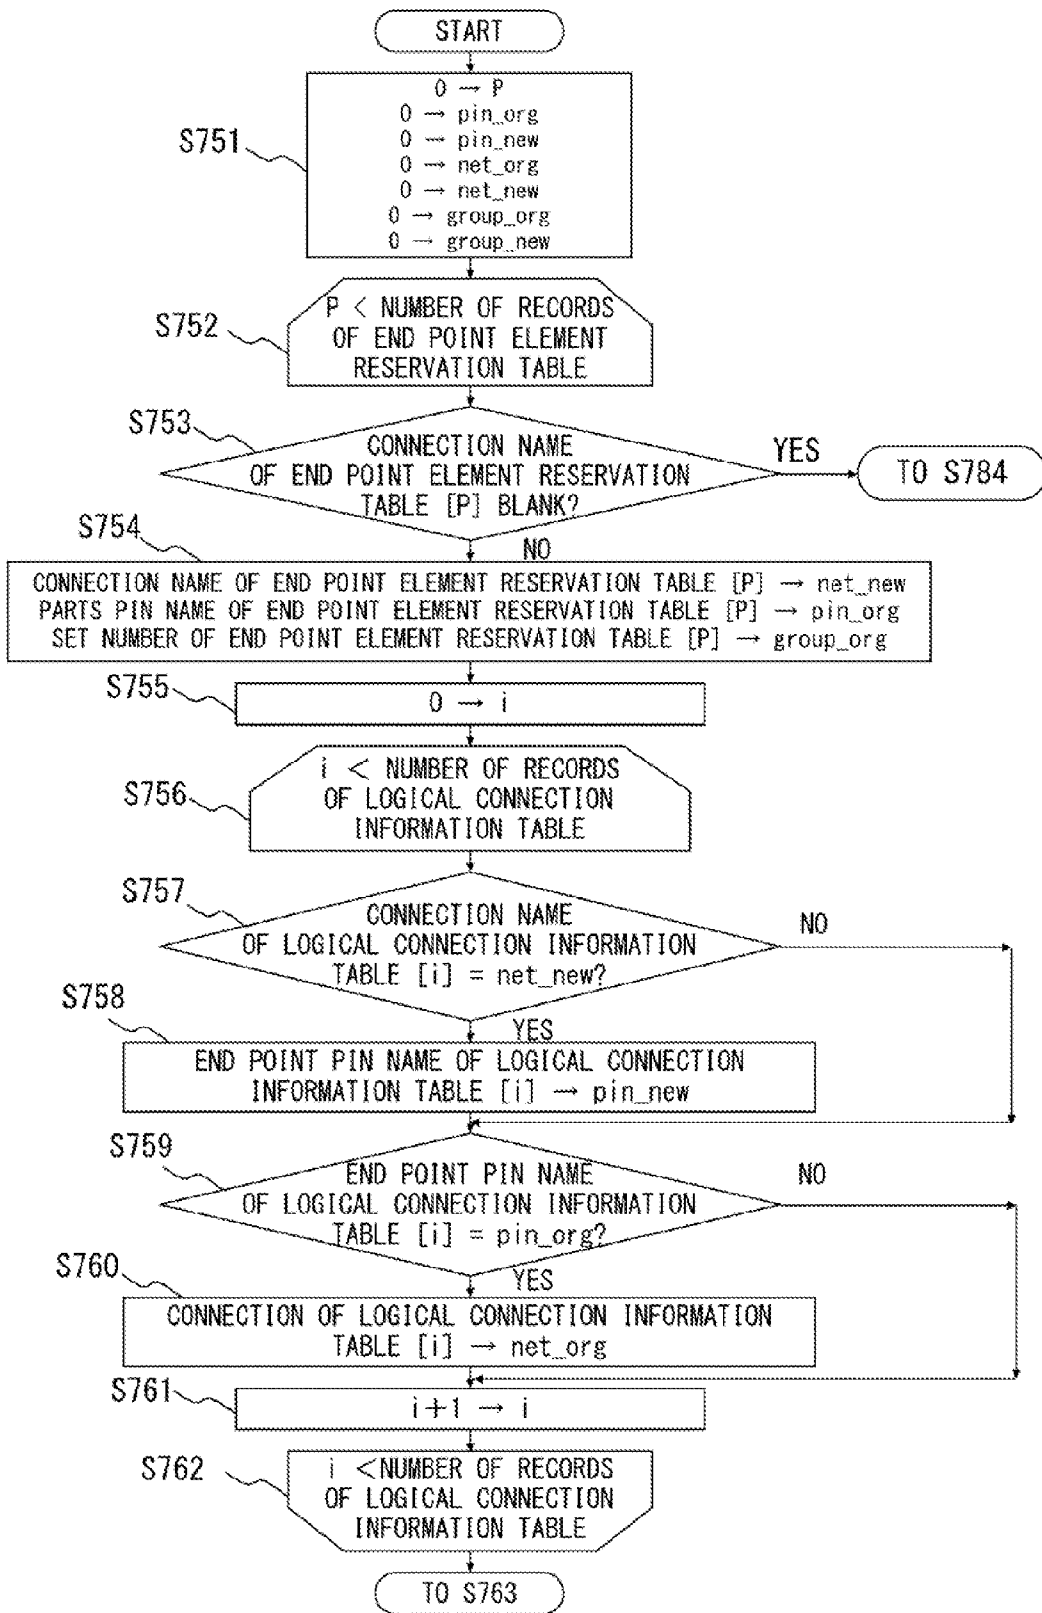 START
S751
0 → P
0 → pin_org
0 → pin_new
0 → net_org
0 → net_new
0 → group_org
0 → group_new
S752
P < NUMBER OF RECORDS
OF END POINT ELEMENT
RESERVATION TABLE
S753
CONNECTION NAME
OF END POINT ELEMENT RESERVATION
TABLE [P] BLANK?
YES
TO S784
NO
S754
CONNECTION NAME OF END POINT ELEMENT RESERVATION TABLE [P] → net_new
PARTS PIN NAME OF END POINT ELEMENT RESERVATION TABLE [P] → pin_org
SET NUMBER OF END POINT ELEMENT RESERVATION TABLE [P] → group_org
S755
0 → i
S756
i < NUMBER OF RECORDS
OF LOGICAL CONNECTION
INFORMATION TABLE
S757
CONNECTION NAME
OF LOGICAL CONNECTION INFORMATION
TABLE [i] = net_new?
NO
YES
S758
END POINT PIN NAME OF LOGICAL CONNECTION
INFORMATION TABLE [i] → pin_new
S759
END POINT PIN NAME
OF LOGICAL CONNECTION INFORMATION
TABLE [i] = pin_org?
NO
YES
S760
CONNECTION OF LOGICAL CONNECTION INFORMATION
TABLE [i] → net_org
S761
i+1 → i
S762
i <NUMBER OF RECORDS
OF LOGICAL CONNECTION
INFORMATION TABLE
TO S763